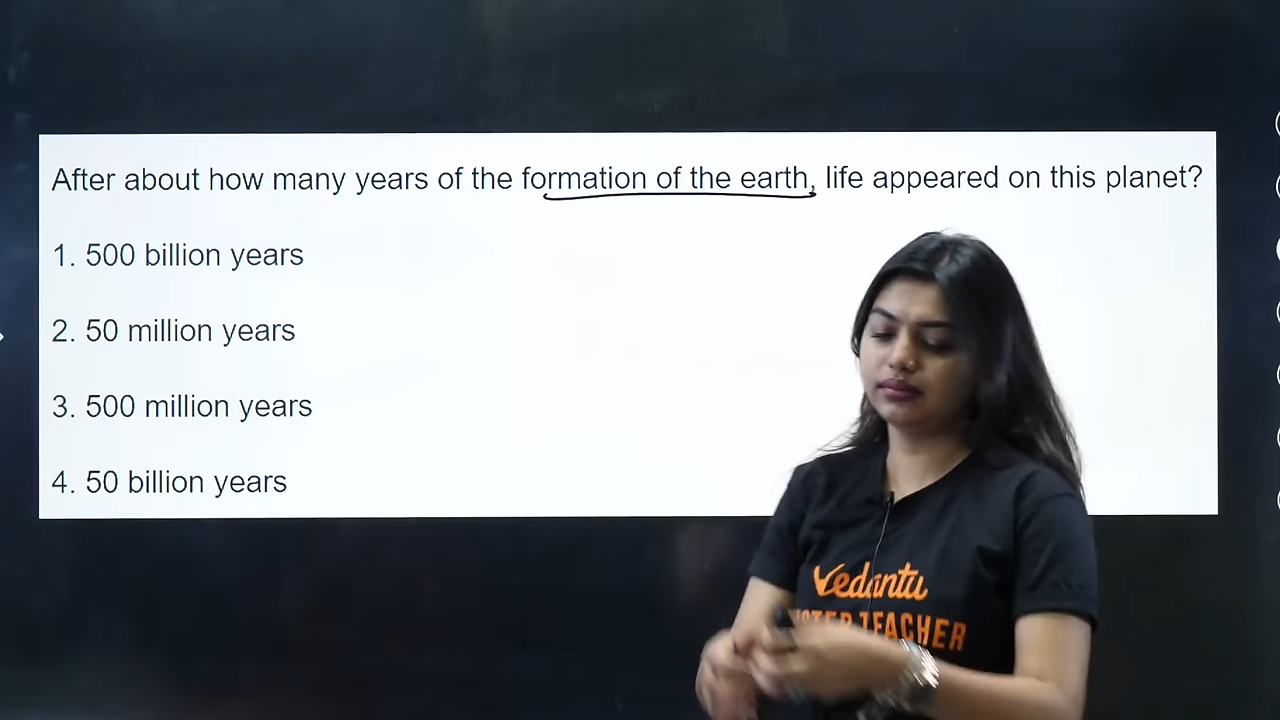 After about how many years of the formation of the earth, life appeared on this planet?
1. 500 billion years
2. 50 million years
3. 500 million years
4. 50 billion years
Vedantu
TEACHER